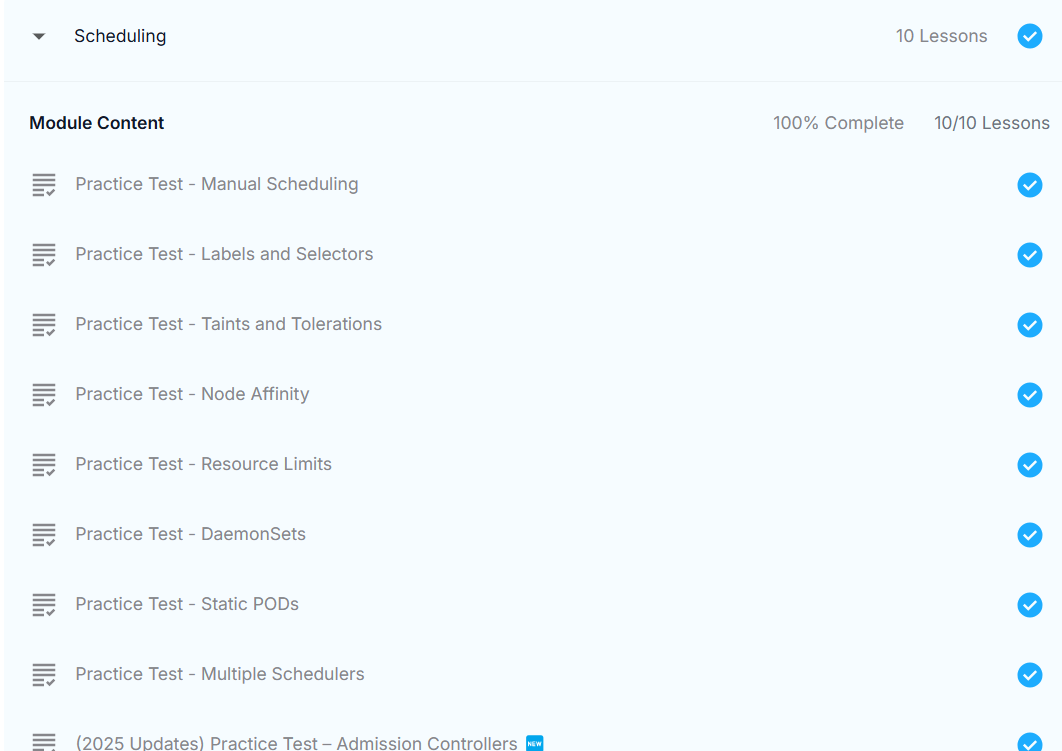 Scheduling 10 Lessons
Module Content 100% Complete 10/10 Lessons
Practice Test - Manual Scheduling
Practice Test - Labels and Selectors
Practice Test - Taints and Tolerations
Practice Test - Node Affinity
Practice Test - Resource Limits
Practice Test - DaemonSets
Practice Test - Static PODs
Practice Test - Multiple Schedulers
(2025 Updates) Practice Test – Admission Controllers NEW